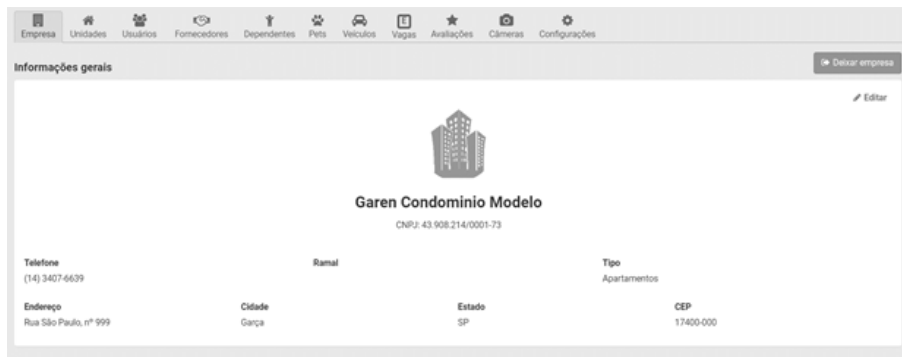 Empresa Unidades Usuários Fornecedores Dependentes Pets Veículos Vagas Avaliações Câmeras Configurações
Informações gerais
Deixar empresa
Editar
Garen Condominio Modelo
CNPJ: 43.908.214/0001-73
Telefone Ramal Tipo
(14) 3407-6639 Apartamentos
Endereço Cidade Estado CEP
Rua São Paulo, nº 999 Garça SP 17400-000